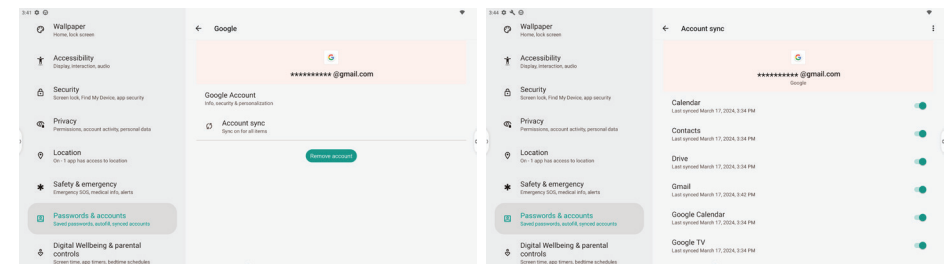 3:41
Wallpaper
Home, lock screen
Accessibility
Display, interaction, audio
Security
Screen lock, Find My Device, app security
Privacy
Permissions, account activity, personal data
Location
On - 1 app has access to location
Safety & emergency
Emergency SOS, medical info, alerts
Passwords & accounts
Saved passwords, autofill, synced accounts
Digital Wellbeing & parental
controls
Screen time, app timers, bedtime schedules
← Google
G
********** @gmail.com
Google Account
Info, security & personalization
Account sync
Sync on for all items
Remove account
3:44
Wallpaper
Home, lock screen
Accessibility
Display, interaction, audio
Security
Screen lock, Find My Device, app security
Privacy
Permissions, account activity, personal data
Location
On - 1 app has access to location
Safety & emergency
Emergency SOS, medical info, alerts
Passwords & accounts
Saved passwords, autofill, synced accounts
Digital Wellbeing & parental
controls
Screen time, app timers, bedtime schedules
← Account sync
G
********** @gmail.com
Google
Calendar
Last synced March 17, 2024, 3:34 PM
Contacts
Last synced March 17, 2024, 3:34 PM
Drive
Last synced March 17, 2024, 3:34 PM
Gmail
Last synced March 17, 2024, 3:42 PM
Google Calendar
Last synced March 17, 2024, 3:34 PM
Google TV
Last synced March 17, 2024, 3:34 PM